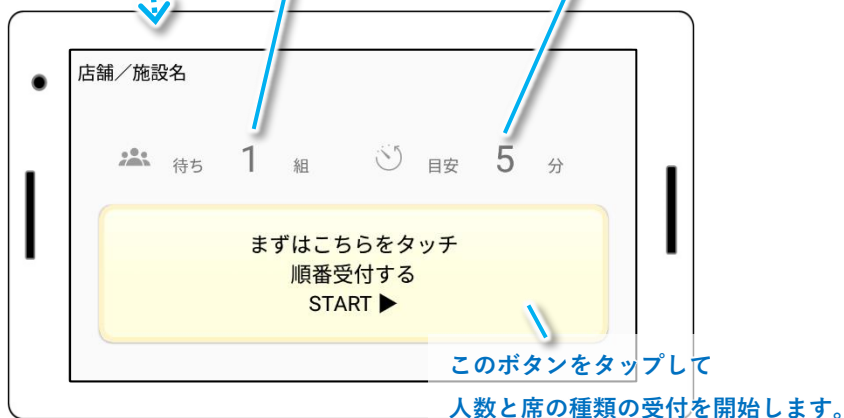 店舗／施設名
待ち 1 組 目安 5 分
まずはこちらをタッチ
順番受付する
START ▶
このボタンをタップして
人数と席の種類の受付を開始します。